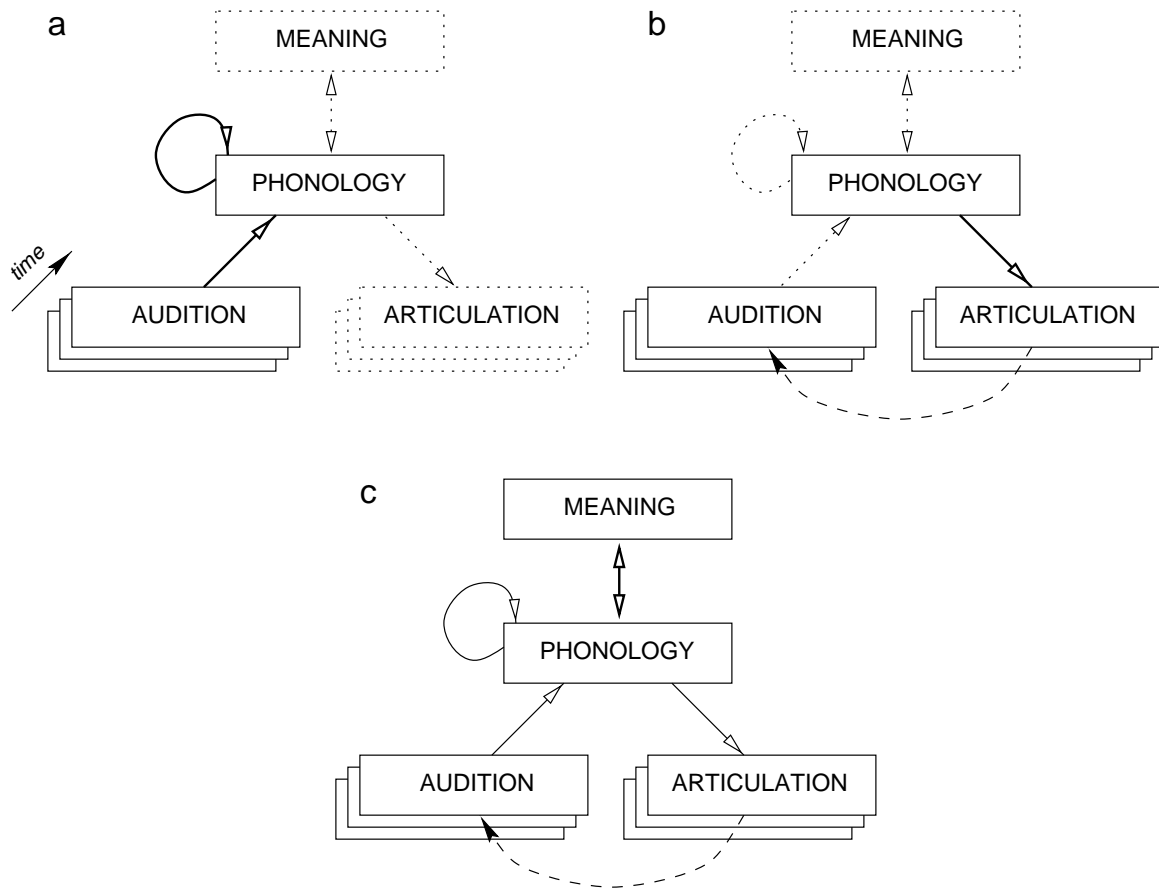 a
MEANING
PHONOLOGY
time
AUDITION
ARTICULATION
b
MEANING
PHONOLOGY
AUDITION
ARTICULATION
c
MEANING
PHONOLOGY
AUDITION
ARTICULATION